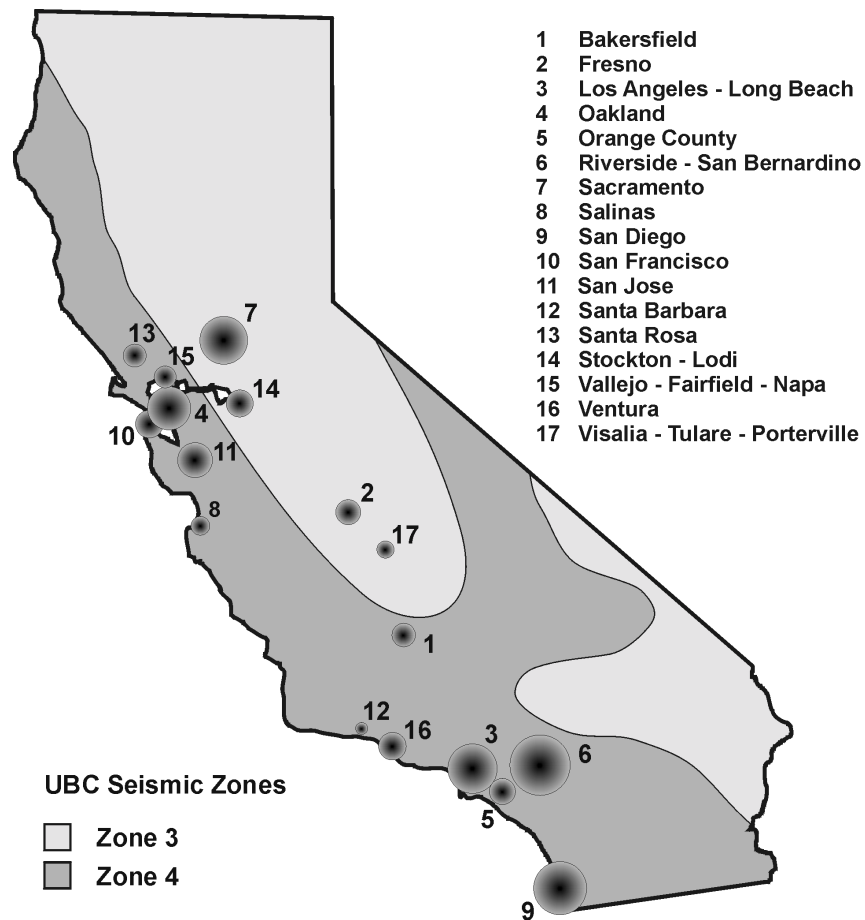 1 Bakersfield
2 Fresno
3 Los Angeles - Long Beach
4 Oakland
5 Orange County
6 Riverside - San Bernardino
7 Sacramento
8 Salinas
9 San Diego
10 San Francisco
11 San Jose
12 Santa Barbara
13 Santa Rosa
14 Stockton - Lodi
15 Vallejo - Fairfield - Napa
16 Ventura
17 Visalia - Tulare - Porterville
7
13
15
14
4
10
11
2
8
17
1
12
16
3
6
5
9
UBC Seismic Zones
Zone 3
Zone 4